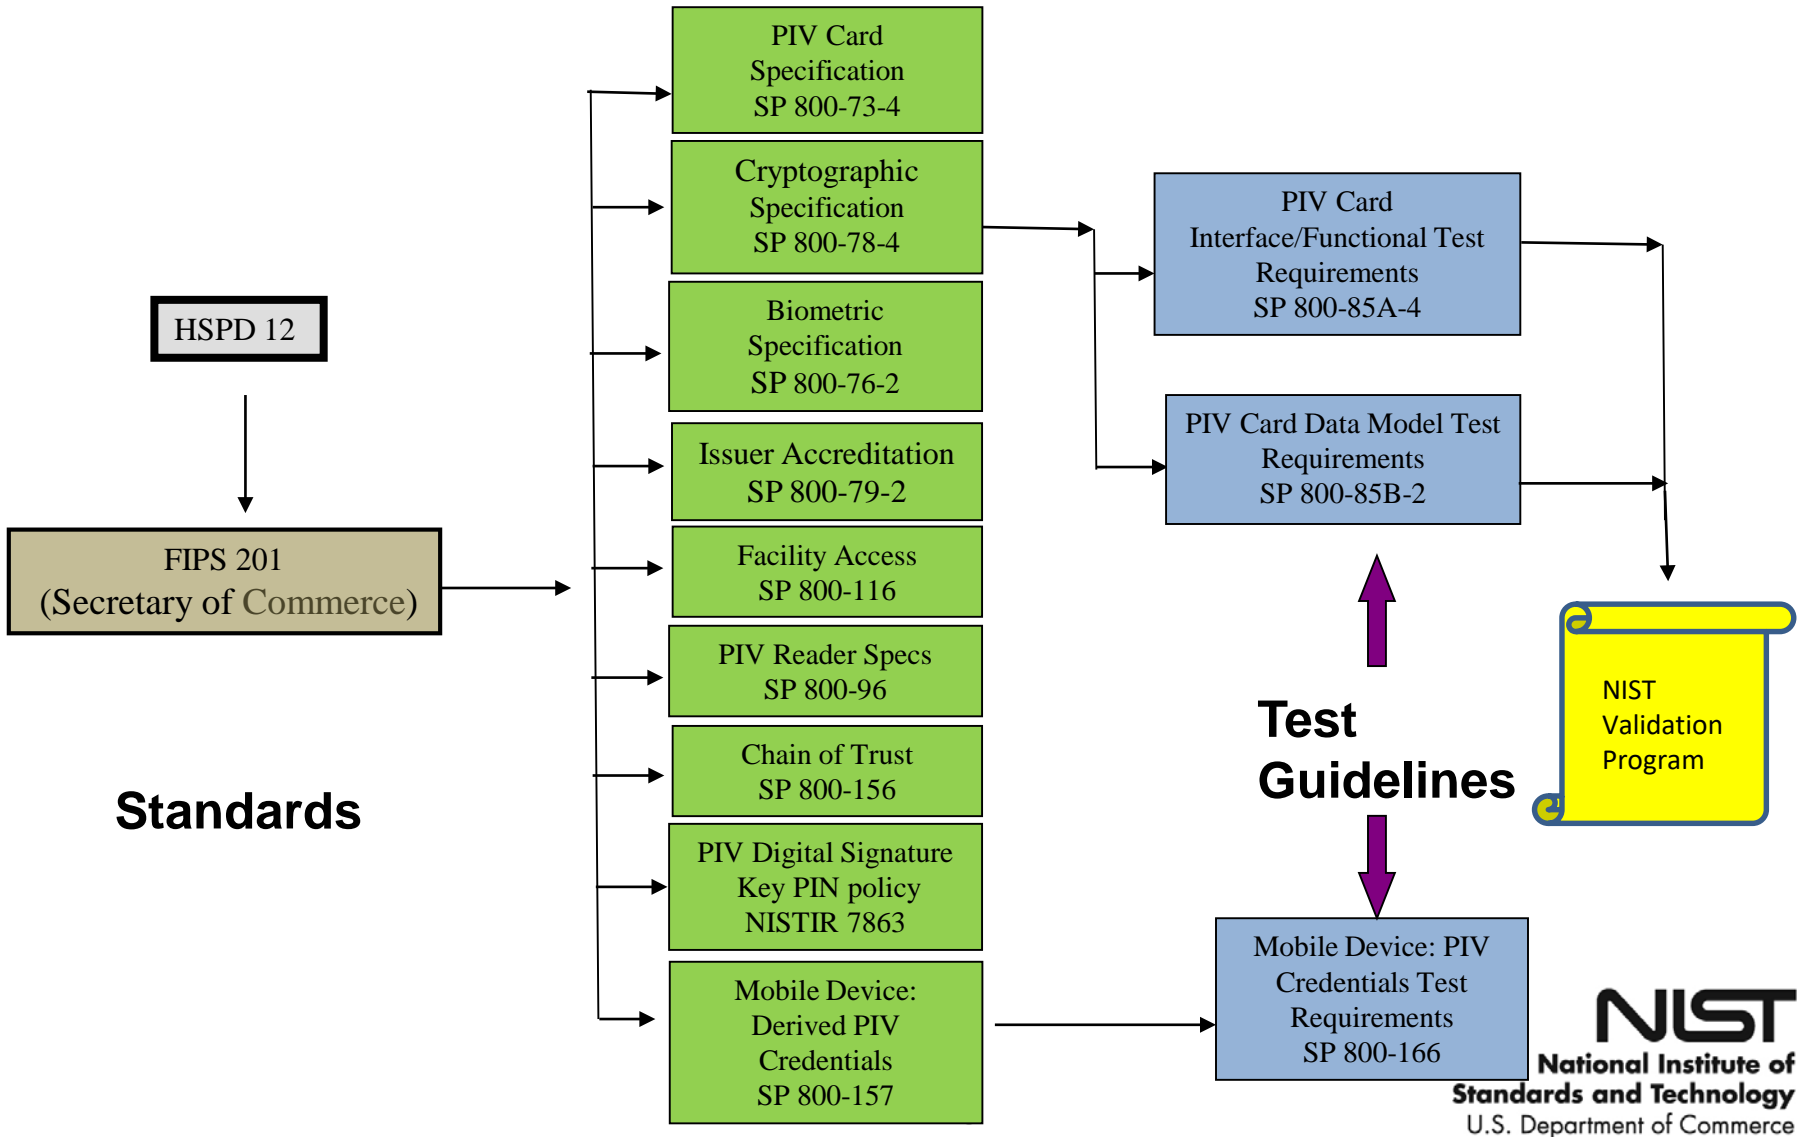 HSPD 12
FIPS 201
(Secretary of Commerce)
Standards
PIV Card
Specification
SP 800-73-4
Cryptographic
Specification
SP 800-78-4
Biometric
Specification
SP 800-76-2
Issuer Accreditation
SP 800-79-2
Facility Access
SP 800-116
PIV Reader Specs
SP 800-96
Chain of Trust
SP 800-156
PIV Digital Signature
Key PIN policy
NISTIR 7863
Mobile Device:
Derived PIV
Credentials
SP 800-157
PIV Card
Interface/Functional Test
Requirements
SP 800-85A-4
PIV Card Data Model Test
Requirements
SP 800-85B-2
Test
Guidelines
Mobile Device: PIV
Credentials Test
Requirements
SP 800-166
NIST
Validation
Program
NIST
National Institute of
Standards and Technology
U.S. Department of Commerce